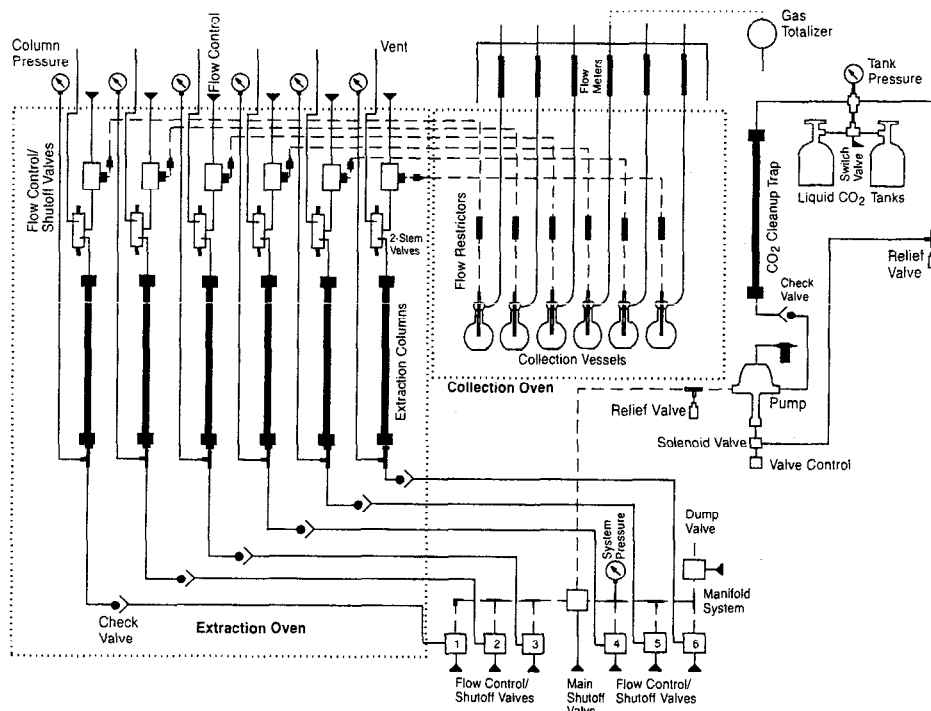 Column
Pressure
Flow Control
Vent
Flow
Meters
Gas
Totalizer
Tank
Pressure
Switch
Valve
Liquid CO2 Tanks
Flow Control/
Shutoff Valves
2-Stem
Valves
Flow Restrictors
CO2 Cleanup Trap
Relief
Valve
Check
Valve
Extraction Columns
Collection Vessels
Collection Oven
Relief Valve
Pump
Solenoid Valve
Valve Control
System
Pressure
Dump
Valve
Manifold
System
Check
Valve
Extraction Oven
1
2
3
4
5
6
Flow Control/
Shutoff Valves
Main
Shutoff
Valve
Flow Control/
Shutoff Valves